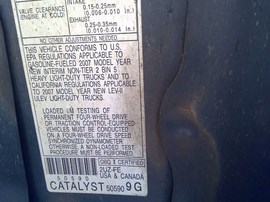 VALVE CLEARANCE
ENG. AT COLD)
INTAKE
0.15-0.25mm
(0.006-0.010 in.)
EXHAUST
0.25-0.35mm
(0.010-0.014 in.)
NO OTHER ADJUSTMENTS NEEDED.
THIS VEHICLE CONFORMS TO U.S.
EPA REGULATIONS APPLICABLE TO
GASOLINE-FUELED 2007 MODEL YEAR
NEW INTERIM NON-TIER 2 BIN 5
HEAVY LIGHT-DUTY TRUCKS AND TO
CALIFORNIA REGULATIONS APPLICABLE
TO 2007 MODEL YEAR NEW LEV-II
ULEV LIGHT-DUTY TRUCKS.
LOADED I/M TESTING OF
PERMANENT FOUR-WHEEL DRIVE
OR TRACTION CONTROL-EQUIPPED
VEHICLES MUST BE CONDUCTED ON
A FOUR-WHEEL DRIVE SPEED
SYNCHRONIZED DYNAMOMETER
OTHERWISE A NON-LOADED TEST
MUST BE PERFORMED.
OBD II CERTIFIED
2UZ-FE
50590
USA & CANADA
CATALYST 50590 9G